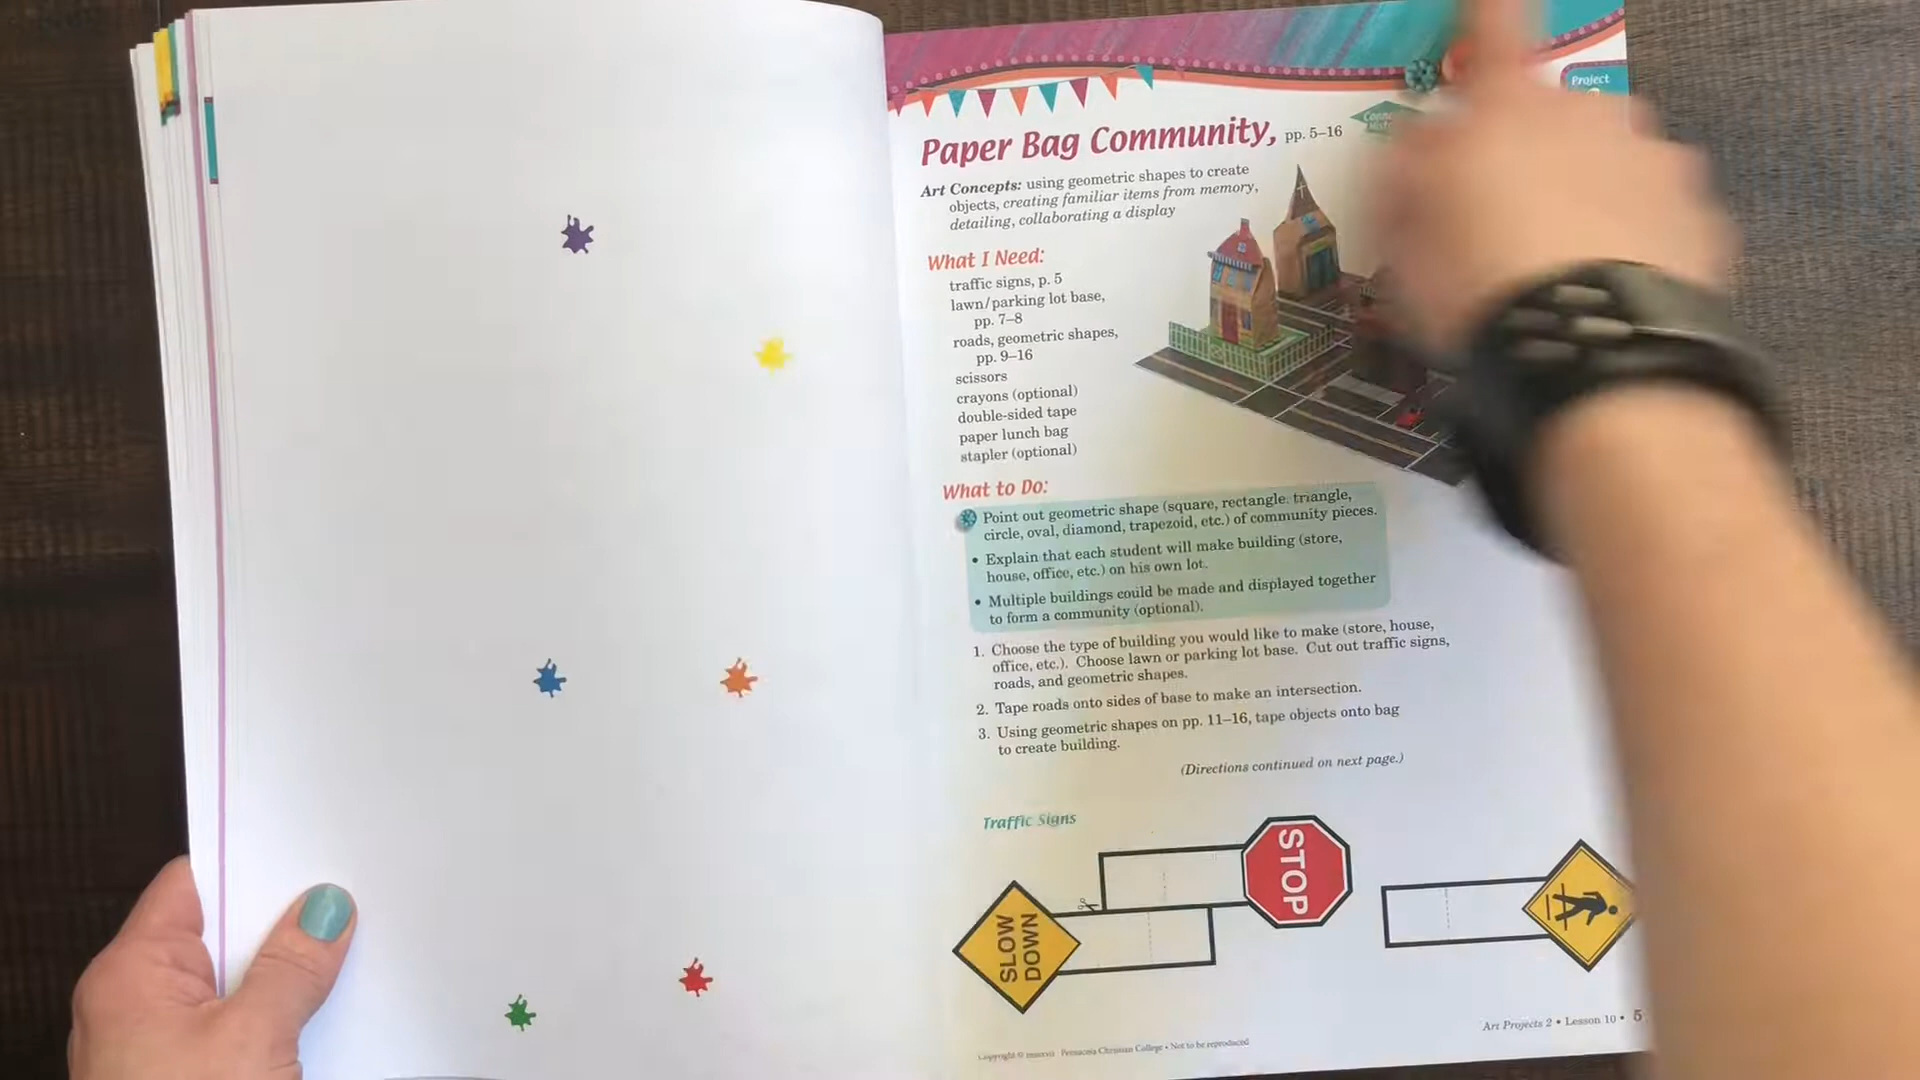 Project
Paper Bag Community, pp. 5–16
Art Concepts: using geometric shapes to create
objects, creating familiar items from memory,
detailing, collaborating a display
What I Need:
traffic signs, p. 5
lawn/parking lot base,
pp. 7–8
roads, geometric shapes,
pp. 9–16
scissors
crayons (optional)
double-sided tape
paper lunch bag
stapler (optional)
What to Do:
Point out geometric shape (square, rectangle, triangle,
circle, oval, diamond, trapezoid, etc.) of community pieces.
• Explain that each student will make building (store,
house, office, etc.) on his own lot.
• Multiple buildings could be made and displayed together
to form a community (optional).
1. Choose the type of building you would like to make (store, house,
office, etc.). Choose lawn or parking lot base. Cut out traffic signs,
roads, and geometric shapes.
2. Tape roads onto sides of base to make an intersection.
3. Using geometric shapes on pp. 11–16, tape objects onto bag
to create building.
(Directions continued on next page.)
Traffic Signs
STOP
SLOW
DOWN
Art Projects 2 • Lesson 10 • 5
Copyright © Pensacola Christian College • Not to be reproduced